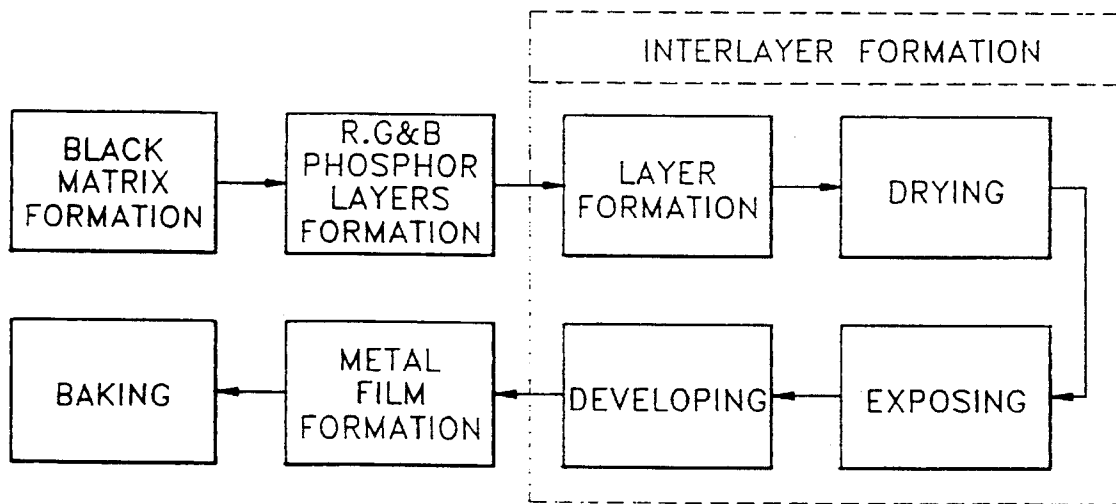 INTERLAYER FORMATION
BLACK
MATRIX
FORMATION
R.G&B
PHOSPHOR
LAYERS
FORMATION
LAYER
FORMATION
DRYING
EXPOSING
DEVELOPING
METAL
FILM
FORMATION
BAKING